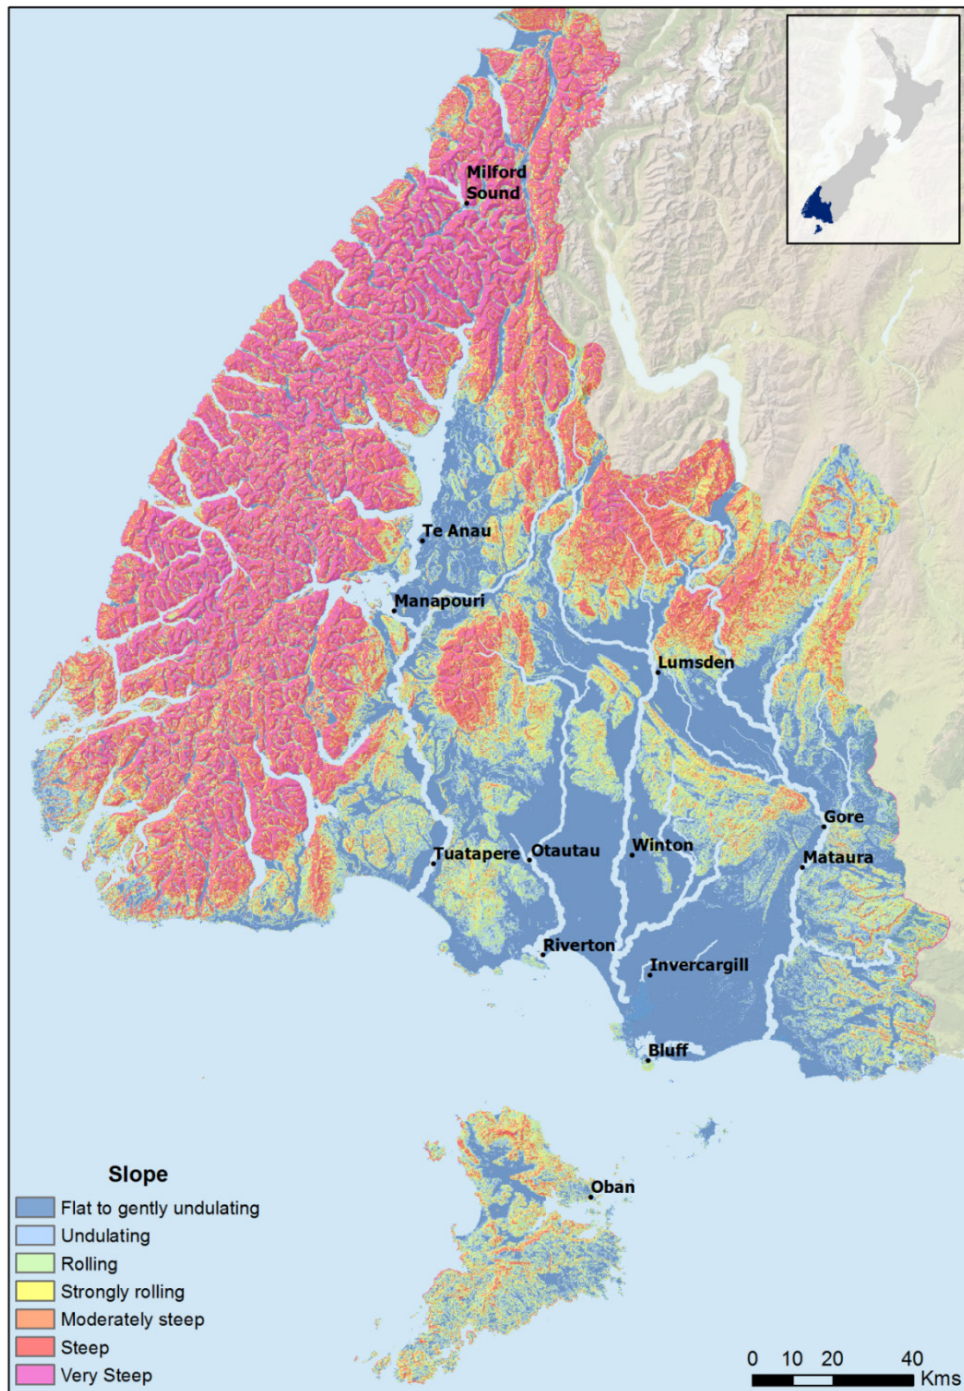 Milford
Sound
Te Anau
Manapouri
Lumsden
Gore
Tuatapere
Otautau
Winton
Mataura
Riverton
Invercargill
Bluff
Oban
Slope
Flat to gently undulating
Undulating
Rolling
Strongly rolling
Moderately steep
Steep
Very Steep
0 10 20 40
Kms